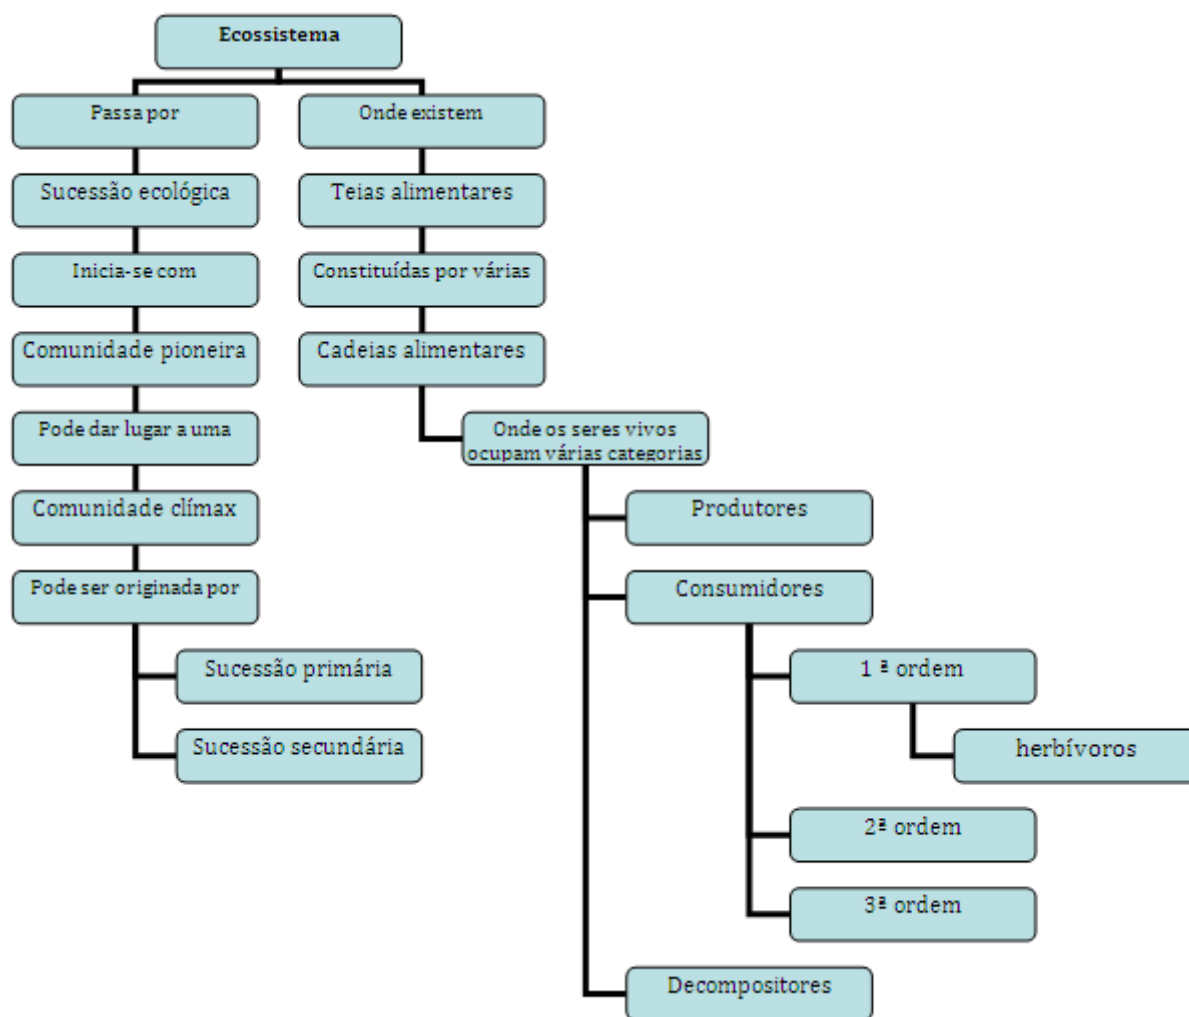 Ecossistema
Passa por
Onde existem
Sucessão ecológica
Teias alimentares
Inicia-se com
Constituídas por várias
Comunidade pioneira
Cadeias alimentares
Pode dar lugar a uma
Onde os seres vivos
ocupam várias categorias
Comunidade clímax
Produtores
Pode ser originada por
Consumidores
Sucessão primária
1 ª ordem
Sucessão secundária
herbívoros
2ª ordem
3ª ordem
Decompositores